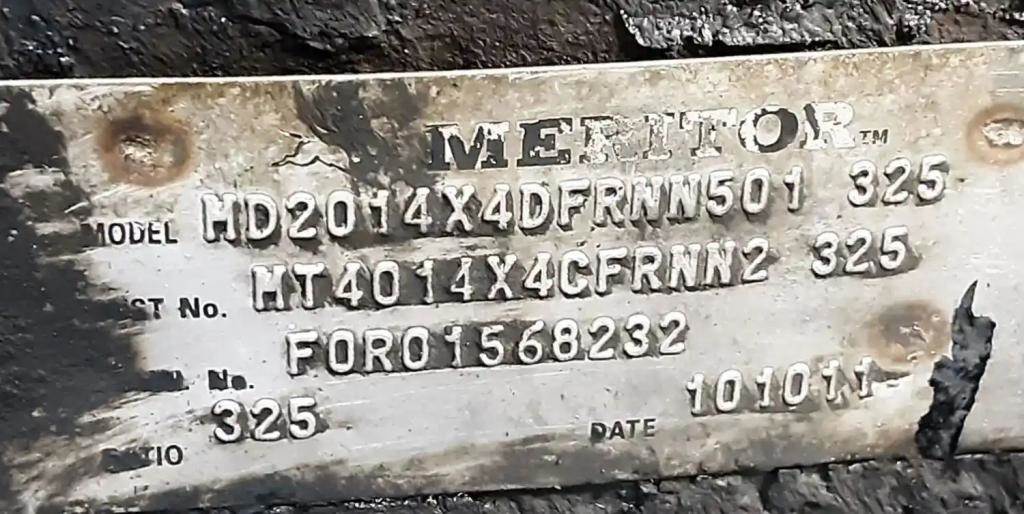 MERITOR™
MODEL MD2014X4DFRNN501 325
ST No. MT4014X4CFRNN2 325
No. FOR01568232
RATIO 325 DATE 101011